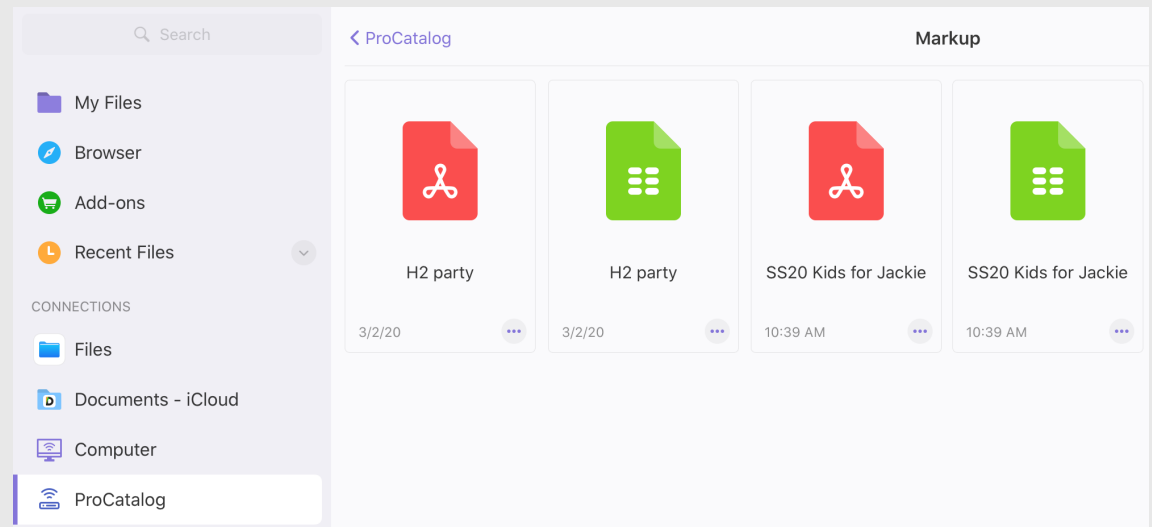 Search
My Files
Browser
Add-ons
Recent Files
CONNECTIONS
Files
Documents - iCloud
Computer
ProCatalog
ProCatalog
Markup
H2 party
3/2/20
H2 party
3/2/20
SS20 Kids for Jackie
10:39 AM
SS20 Kids for Jackie
10:39 AM